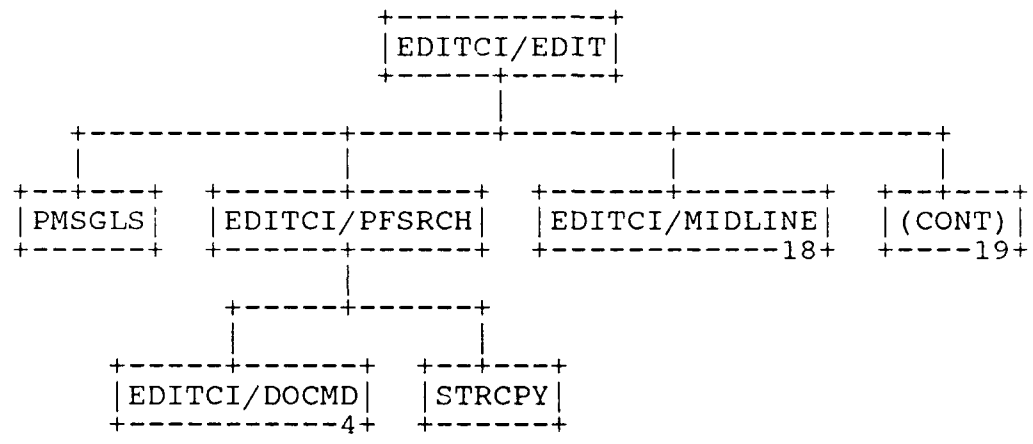 EDITCI/EDIT
PMSGLS EDITCI/PFSRCH EDITCI/MIDLINE (CONT)
18 19
EDITCI/DOCMD STRCPY
4